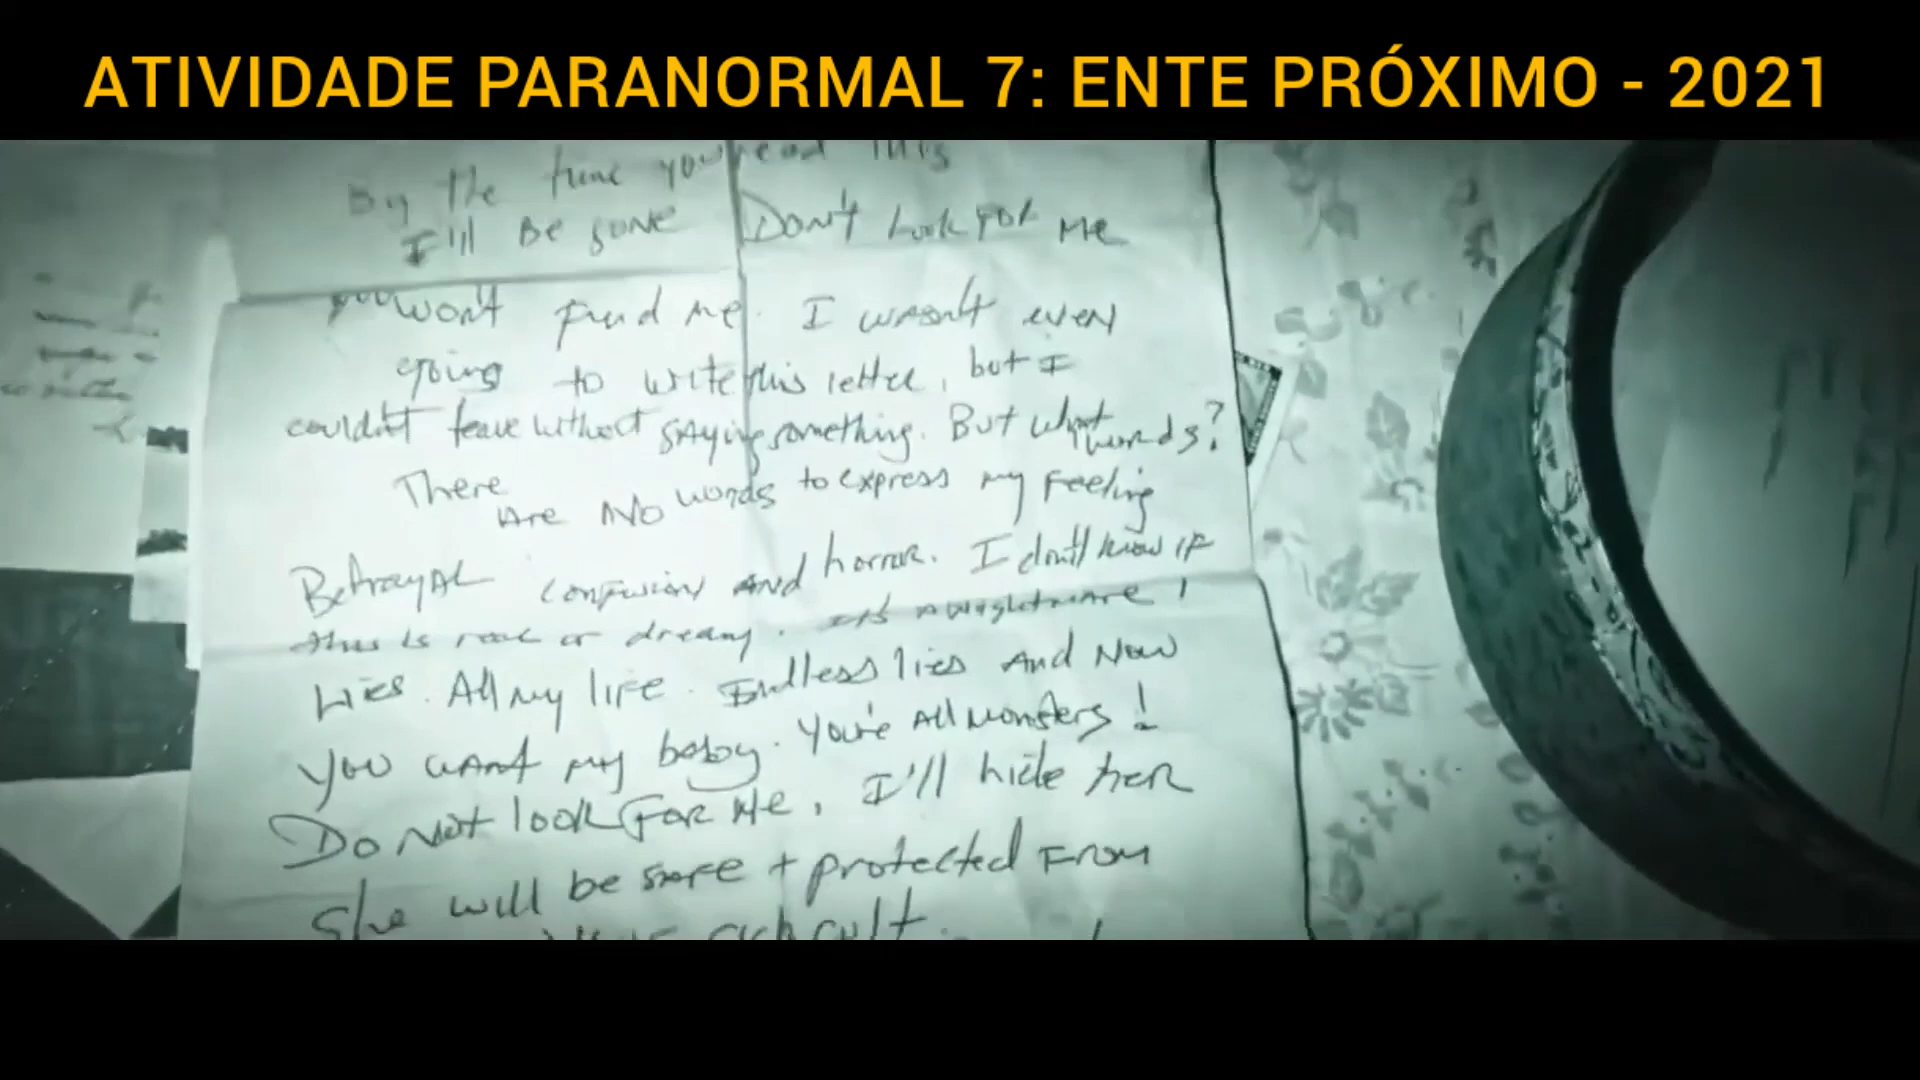 ATIVIDADE PARANORMAL 7: ENTE PRÓXIMO - 2021
By the time you read this
I'll Be gone Don't Look for Me
you won't find me. I wasn't even
going to write this letter, but I
couldn't leave without saying something. But what words?
There are No words to express my Feeling
Betrayal confusion and horror. I don't know if
this is real or dream. its a Nightmare!
Lies. All my life. Endless lies And Now
you want my baby. You're All Monsters!
Do Not look For Me, I'll hide her
She will be safe + protected From
cult